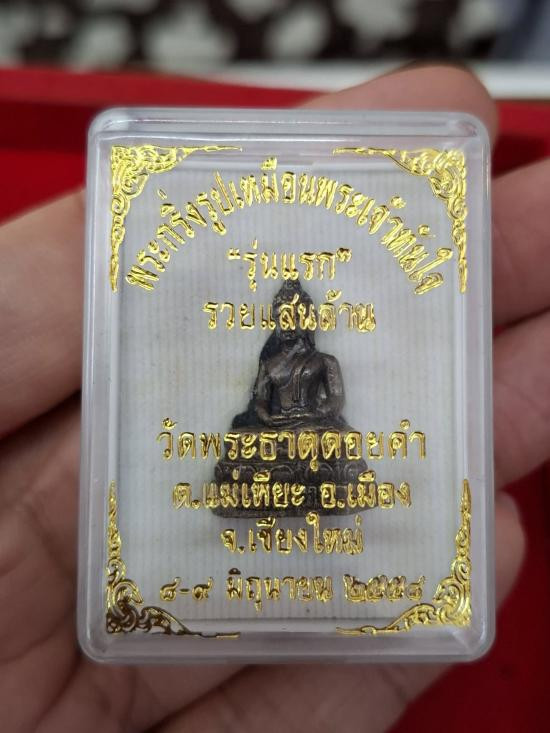 พระกริ่งรูปเหมือนพระเจ้าทันใจ
"รุ่นแรก"
รวยแสนล้าน
วัดพระธาตุดอยคำ
ต.แม่เหียะ อ.เมือง
จ.เชียงใหม่
๘-๙ มิถุนายน ๒๕๕๘